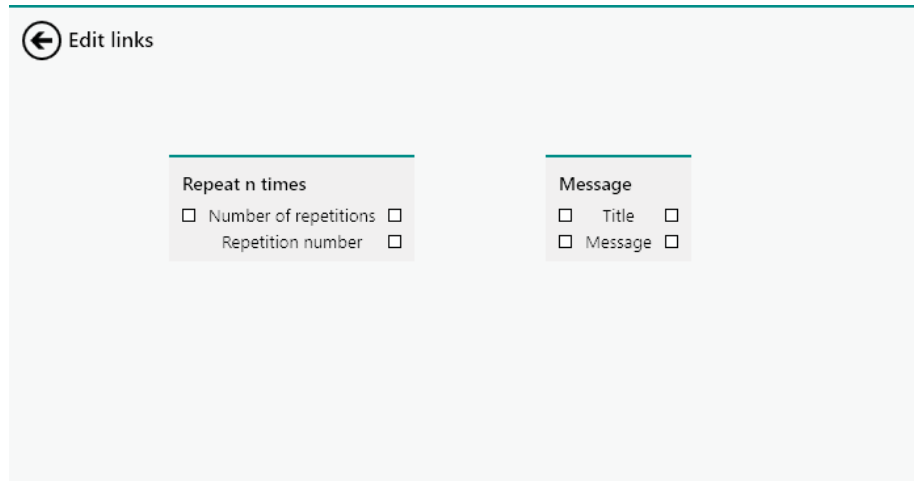 Edit links
Repeat n times
Number of repetitions
Repetition number
Message
Title
Message